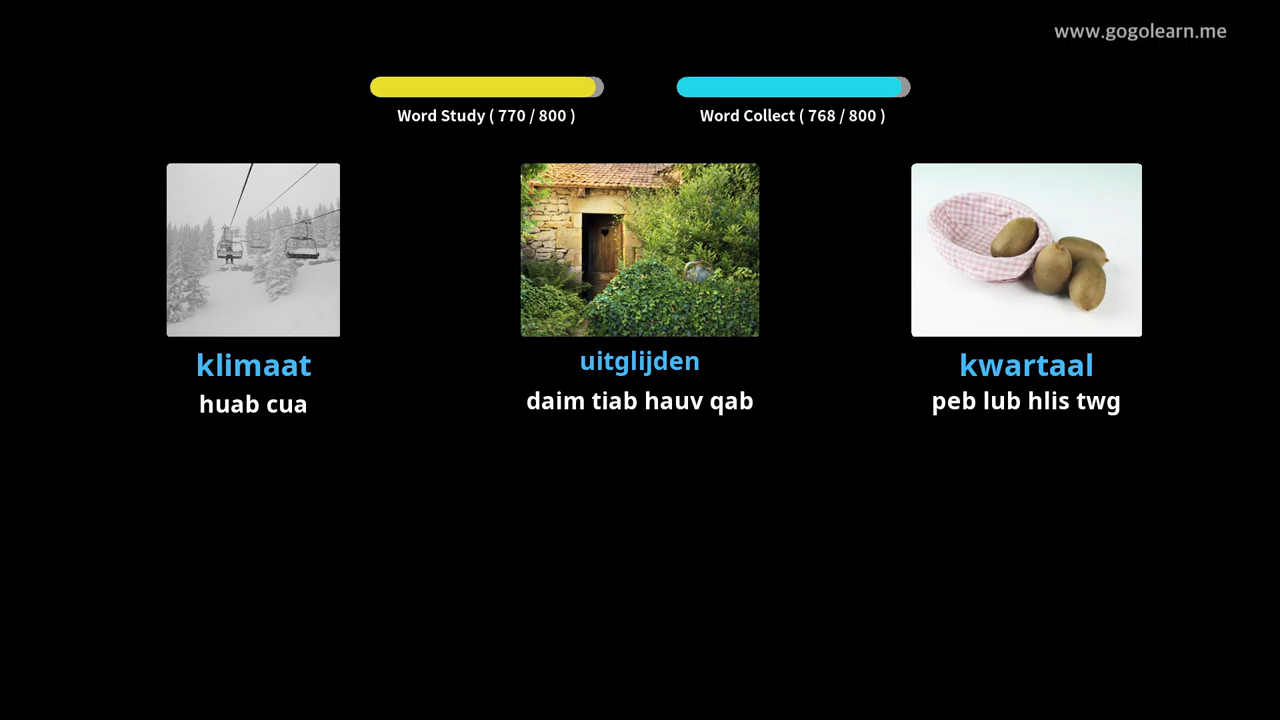 www.gogolearn.me
Word Study ( 770 / 800 )
Word Collect ( 768 / 800 )
klimaat
huab cua
uitglijden
daim tiab hauv qab
kwartaal
peb lub hlis twg